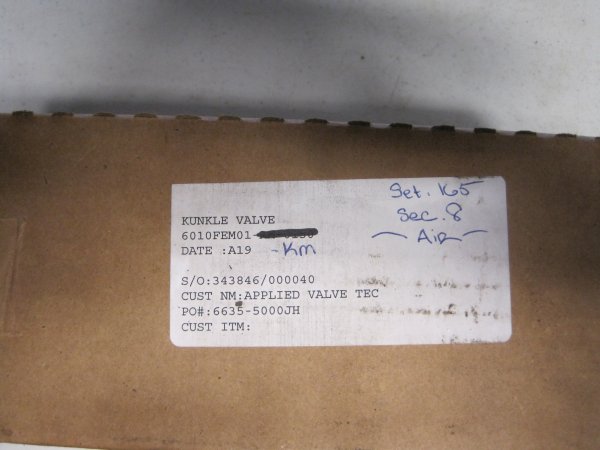 Set. 165
Sec. 8
~ Air ~
KUNKLE VALVE
6010FEM01-
DATE :A19 -Km
S/O:343846/000040
CUST NM:APPLIED VALVE TEC
PO#:6635-5000JH
CUST ITM: